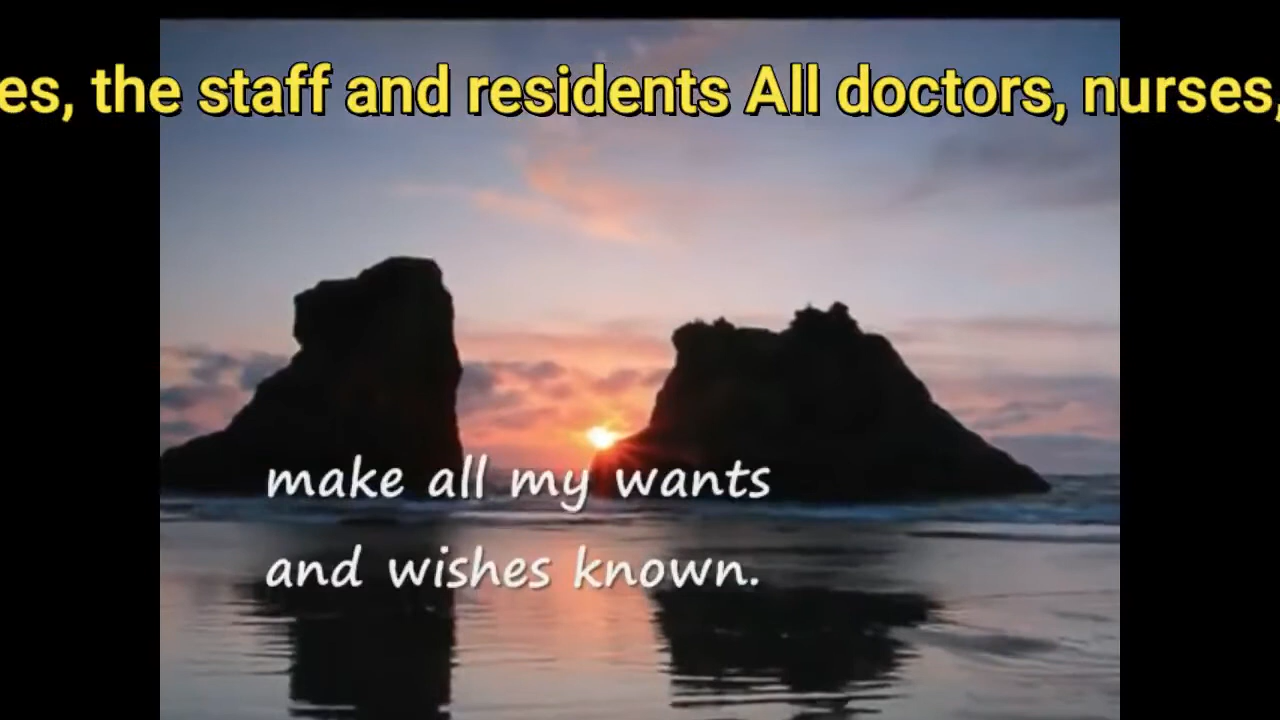 es, the staff and residents All doctors, nurses,
make all my wants
and wishes known.